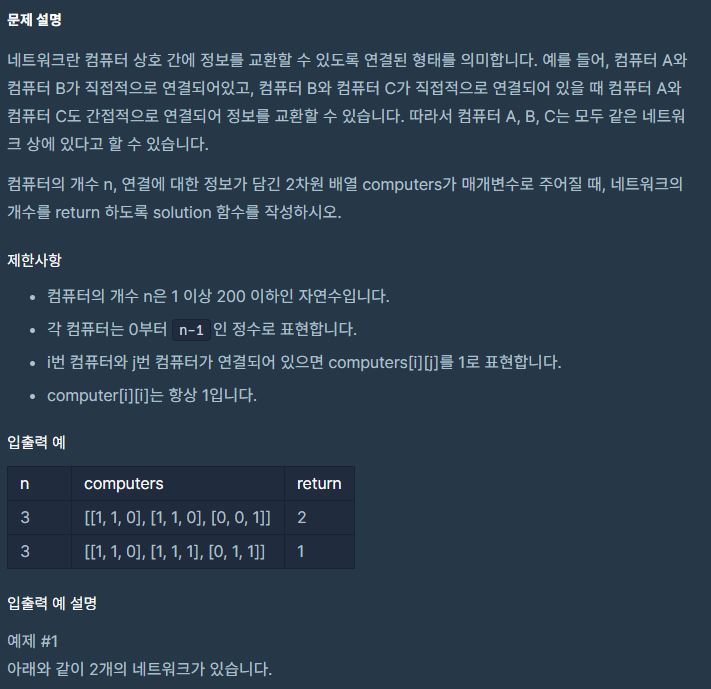 문제 설명
네트워크란 컴퓨터 상호 간에 정보를 교환할 수 있도록 연결된 형태를 의미합니다. 예를 들어, 컴퓨터 A와
컴퓨터 B가 직접적으로 연결되어있고, 컴퓨터 B와 컴퓨터 C가 직접적으로 연결되어 있을 때 컴퓨터 A와
컴퓨터 C도 간접적으로 연결되어 정보를 교환할 수 있습니다. 따라서 컴퓨터 A, B, C는 모두 같은 네트워
크 상에 있다고 할 수 있습니다.
컴퓨터의 개수 n, 연결에 대한 정보가 담긴 2차원 배열 computers가 매개변수로 주어질 때, 네트워크의
개수를 return 하도록 solution 함수를 작성하시오.
제한사항
• 컴퓨터의 개수 n은 1 이상 200 이하인 자연수입니다.
• 각 컴퓨터는 0부터 n-1 인 정수로 표현합니다.
• i번 컴퓨터와 j번 컴퓨터가 연결되어 있으면 computers[i][j]를 1로 표현합니다.
• computer[i][i]는 항상 1입니다.
입출력 예
n computers return
3 [[1, 1, 0], [1, 1, 0], [0, 0, 1]] 2
3 [[1, 1, 0], [1, 1, 1], [0, 1, 1]] 1
입출력 예 설명
예제 #1
아래와 같이 2개의 네트워크가 있습니다.